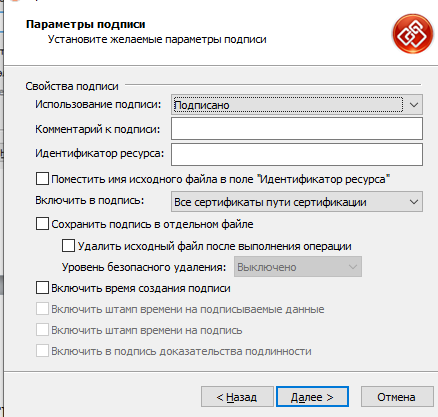 Параметры подписи
Установите желаемые параметры подписи
Свойства подписи
Использование подписи: Подписано
Комментарий к подписи:
Идентификатор ресурса:
Поместить имя исходного файла в поле "Идентификатор ресурса"
Включить в подпись: Все сертификаты пути сертификации
Сохранить подпись в отдельном файле
Удалить исходный файл после выполнения операции
Уровень безопасного удаления: Выключено
Включить время создания подписи
Включить штамп времени на подписываемые данные
Включить штамп времени на подпись
Включить в подпись доказательства подлинности
< Назад Далее > Отмена